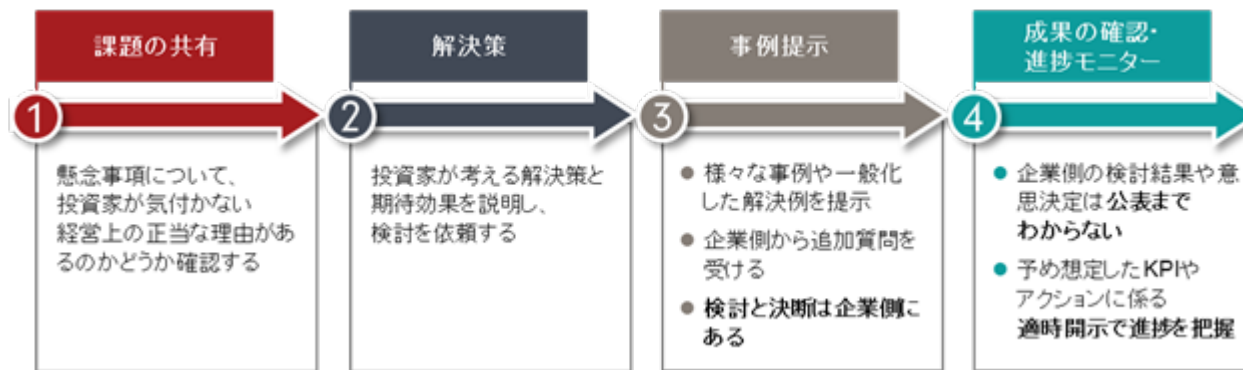 課題の共有
1
懸念事項について、
投資家が気付かない
経営上の正当な理由があ
るのかどうか確認する
解決策
2
投資家が考える解決策と
期待効果を説明し、
検討を依頼する
事例提示
3
● 様々な事例や一般化
した解決例を提示
● 企業側から追加質問を
受ける
● 検討と決断は企業側に
ある
成果の確認・
進捗モニター
4
● 企業側の検討結果や意
思決定は公表まで
わからない
● 予め想定したKPIや
アクションに係る
適時開示で進捗を把握